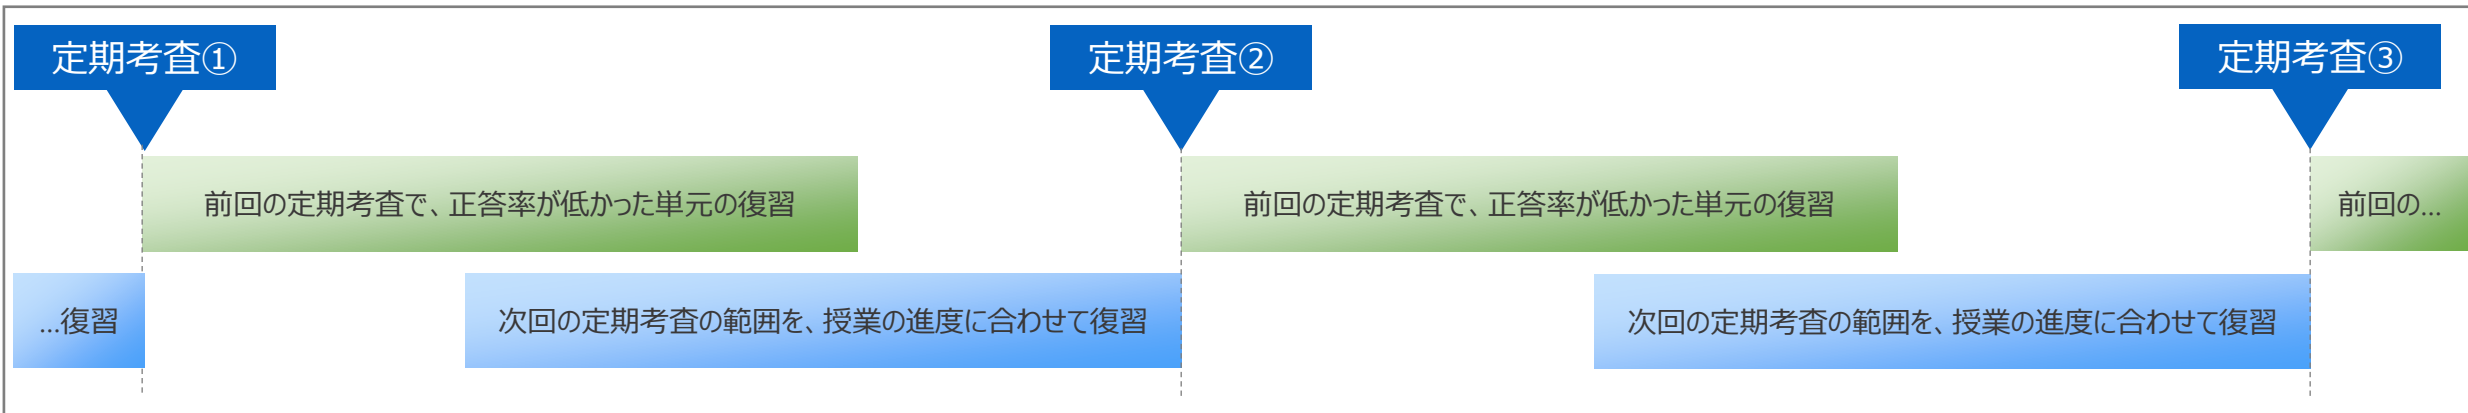 定期考査①
定期考査②
定期考査③
前回の定期考査で、正答率が低かった単元の復習
前回の定期考査で、正答率が低かった単元の復習
前回の...
...復習
次回の定期考査の範囲を、授業の進度に合わせて復習
次回の定期考査の範囲を、授業の進度に合わせて復習